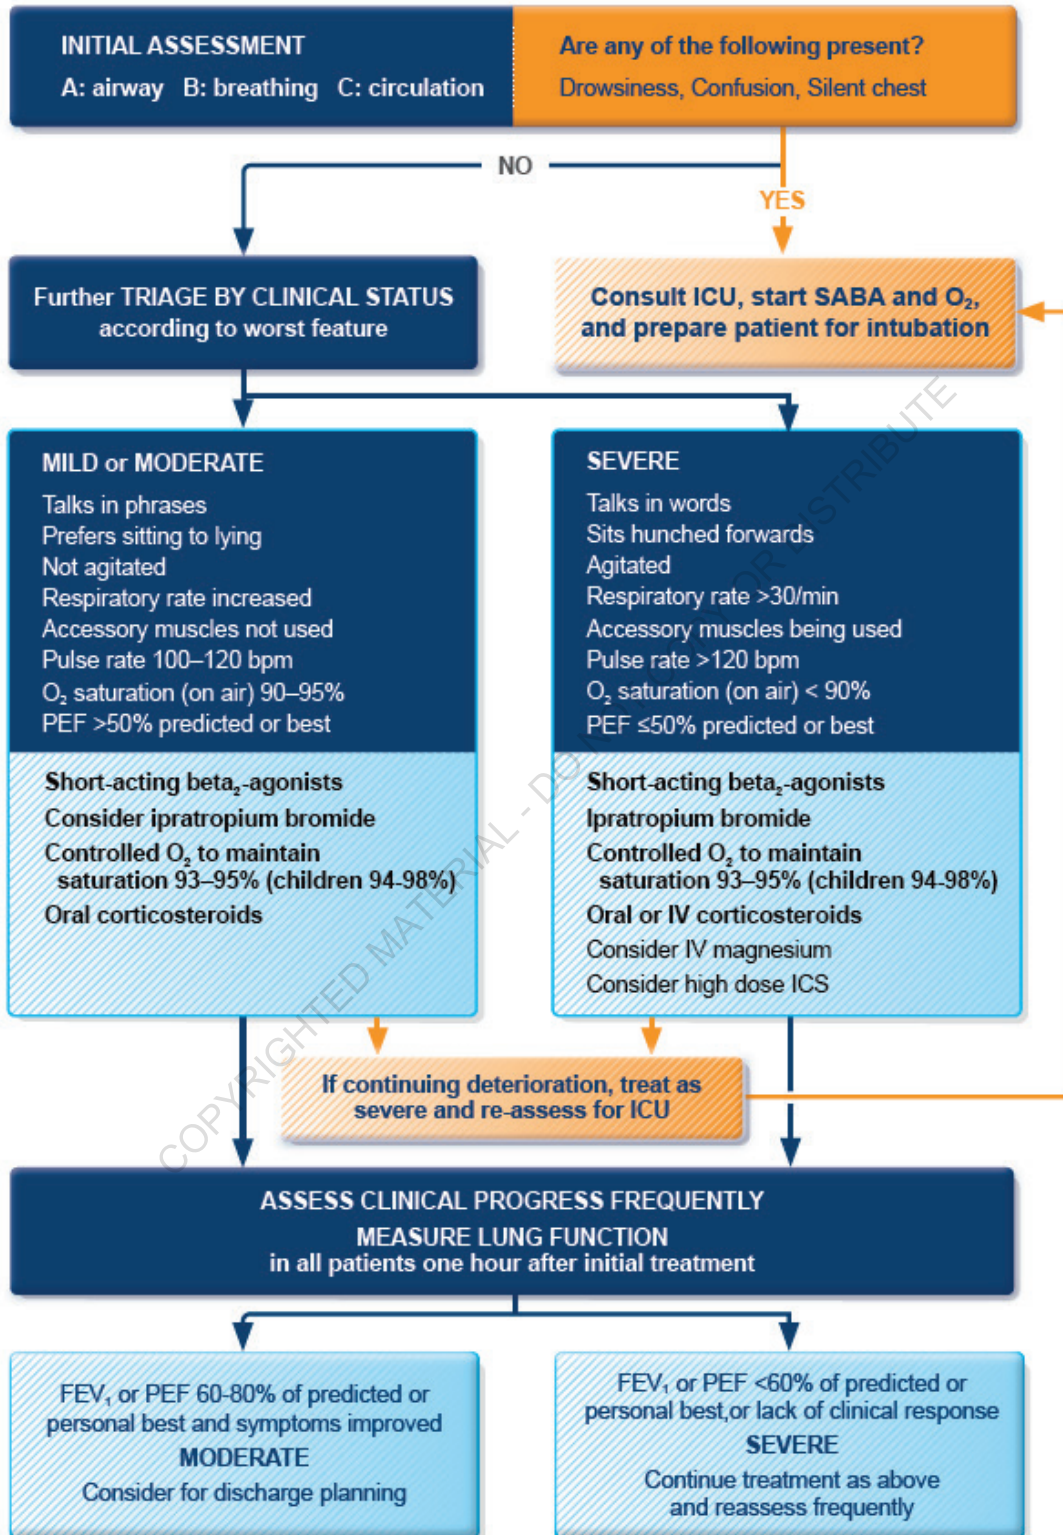 INITIAL ASSESSMENT
A: airway B: breathing C: circulation
Are any of the following present?
Drowsiness, Confusion, Silent chest
NO
YES
Further TRIAGE BY CLINICAL STATUS
according to worst feature
Consult ICU, start SABA and O₂,
and prepare patient for intubation
MILD or MODERATE
Talks in phrases
Prefers sitting to lying
Not agitated
Respiratory rate increased
Accessory muscles not used
Pulse rate 100–120 bpm
O₂ saturation (on air) 90–95%
PEF >50% predicted or best
SEVERE
Talks in words
Sits hunched forwards
Agitated
Respiratory rate >30/min
Accessory muscles being used
Pulse rate >120 bpm
O₂ saturation (on air) < 90%
PEF ≤50% predicted or best
Short-acting beta₂-agonists
Consider ipratropium bromide
Controlled O₂ to maintain
saturation 93–95% (children 94-98%)
Oral corticosteroids
Short-acting beta₂-agonists
Ipratropium bromide
Controlled O₂ to maintain
saturation 93–95% (children 94-98%)
Oral or IV corticosteroids
Consider IV magnesium
Consider high dose ICS
If continuing deterioration, treat as
severe and re-assess for ICU
ASSESS CLINICAL PROGRESS FREQUENTLY
MEASURE LUNG FUNCTION
in all patients one hour after initial treatment
FEV₁ or PEF 60-80% of predicted or
personal best and symptoms improved
MODERATE
Consider for discharge planning
FEV₁ or PEF <60% of predicted or
personal best,or lack of clinical response
SEVERE
Continue treatment as above
and reassess frequently
COPYRIGHTED MATERIAL - DO NOT COPY OR DISTRIBUTE